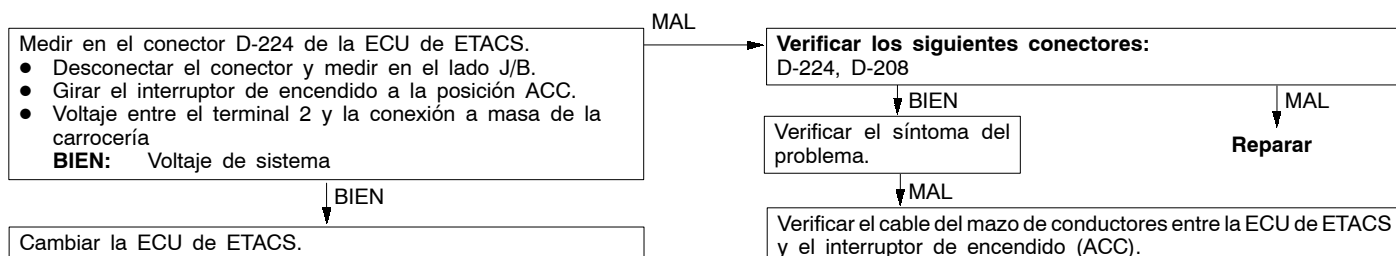 Medir en el conector D-224 de la ECU de ETACS.
● Desconectar el conector y medir en el lado J/B.
● Girar el interruptor de encendido a la posición ACC.
● Voltaje entre el terminal 2 y la conexión a masa de la
carrocería
BIEN: Voltaje de sistema
MAL
Verificar los siguientes conectores:
D-224, D-208
BIEN
MAL
Verificar el síntoma del
problema.
Reparar
BIEN
MAL
Cambiar la ECU de ETACS.
Verificar el cable del mazo de conductores entre la ECU de ETACS
y el interruptor de encendido (ACC).